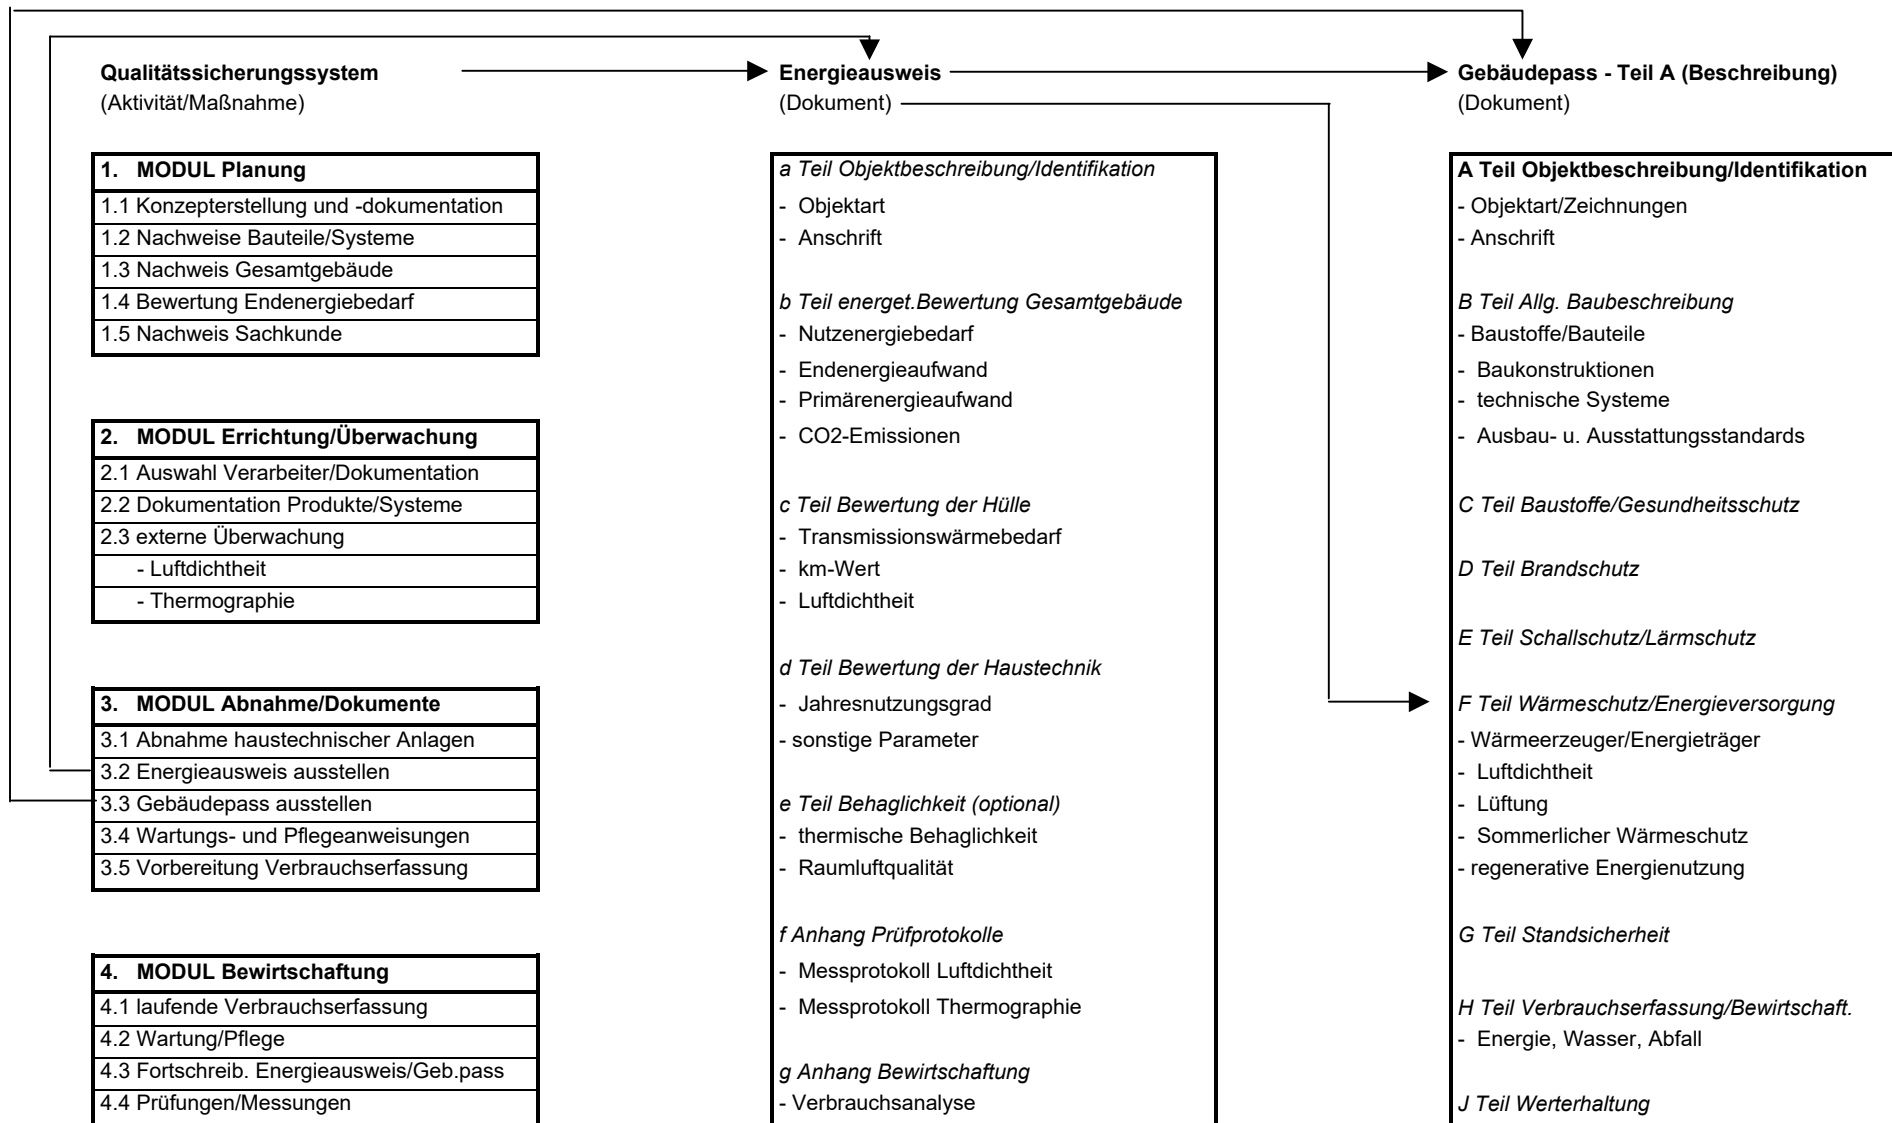 Qualitätssicherungssystem
(Aktivität/Maßnahme)
1. MODUL Planung
1.1 Konzepterstellung und -dokumentation
1.2 Nachweise Bauteile/Systeme
1.3 Nachweis Gesamtgebäude
1.4 Bewertung Endenergiebedarf
1.5 Nachweis Sachkunde
2. MODUL Errichtung/Überwachung
2.1 Auswahl Verarbeiter/Dokumentation
2.2 Dokumentation Produkte/Systeme
2.3 externe Überwachung
- Luftdichtheit
- Thermographie
3. MODUL Abnahme/Dokumente
3.1 Abnahme haustechnischer Anlagen
3.2 Energieausweis ausstellen
3.3 Gebäudepass ausstellen
3.4 Wartungs- und Pflegeanweisungen
3.5 Vorbereitung Verbrauchserfassung
4. MODUL Bewirtschaftung
4.1 laufende Verbrauchserfassung
4.2 Wartung/Pflege
4.3 Fortschreib. Energieausweis/Geb.pass
4.4 Prüfungen/Messungen
Energieausweis
(Dokument)
a Teil Objektbeschreibung/Identifikation
- Objektart
- Anschrift
b Teil energet.Bewertung Gesamtgebäude
- Nutzenergiebedarf
- Endenergieaufwand
- Primärenergieaufwand
- CO2-Emissionen
c Teil Bewertung der Hülle
- Transmissionswärmebedarf
- km-Wert
- Luftdichtheit
d Teil Bewertung der Haustechnik
- Jahresnutzungsgrad
- sonstige Parameter
e Teil Behaglichkeit (optional)
- thermische Behaglichkeit
- Raumluftqualität
f Anhang Prüfprotokolle
- Messprotokoll Luftdichtheit
- Messprotokoll Thermographie
g Anhang Bewirtschaftung
- Verbrauchsanalyse
Gebäudepass - Teil A (Beschreibung)
(Dokument)
A Teil Objektbeschreibung/Identifikation
- Objektart/Zeichnungen
- Anschrift
B Teil Allg. Baubeschreibung
- Baustoffe/Bauteile
- Baukonstruktionen
- technische Systeme
- Ausbau- u. Ausstattungsstandards
C Teil Baustoffe/Gesundheitsschutz
D Teil Brandschutz
E Teil Schallschutz/Lärmschutz
F Teil Wärmeschutz/Energieversorgung
- Wärmeerzeuger/Energieträger
- Luftdichtheit
- Lüftung
- Sommerlicher Wärmeschutz
- regenerative Energienutzung
G Teil Standsicherheit
H Teil Verbrauchserfassung/Bewirtschaft.
- Energie, Wasser, Abfall
J Teil Werterhaltung